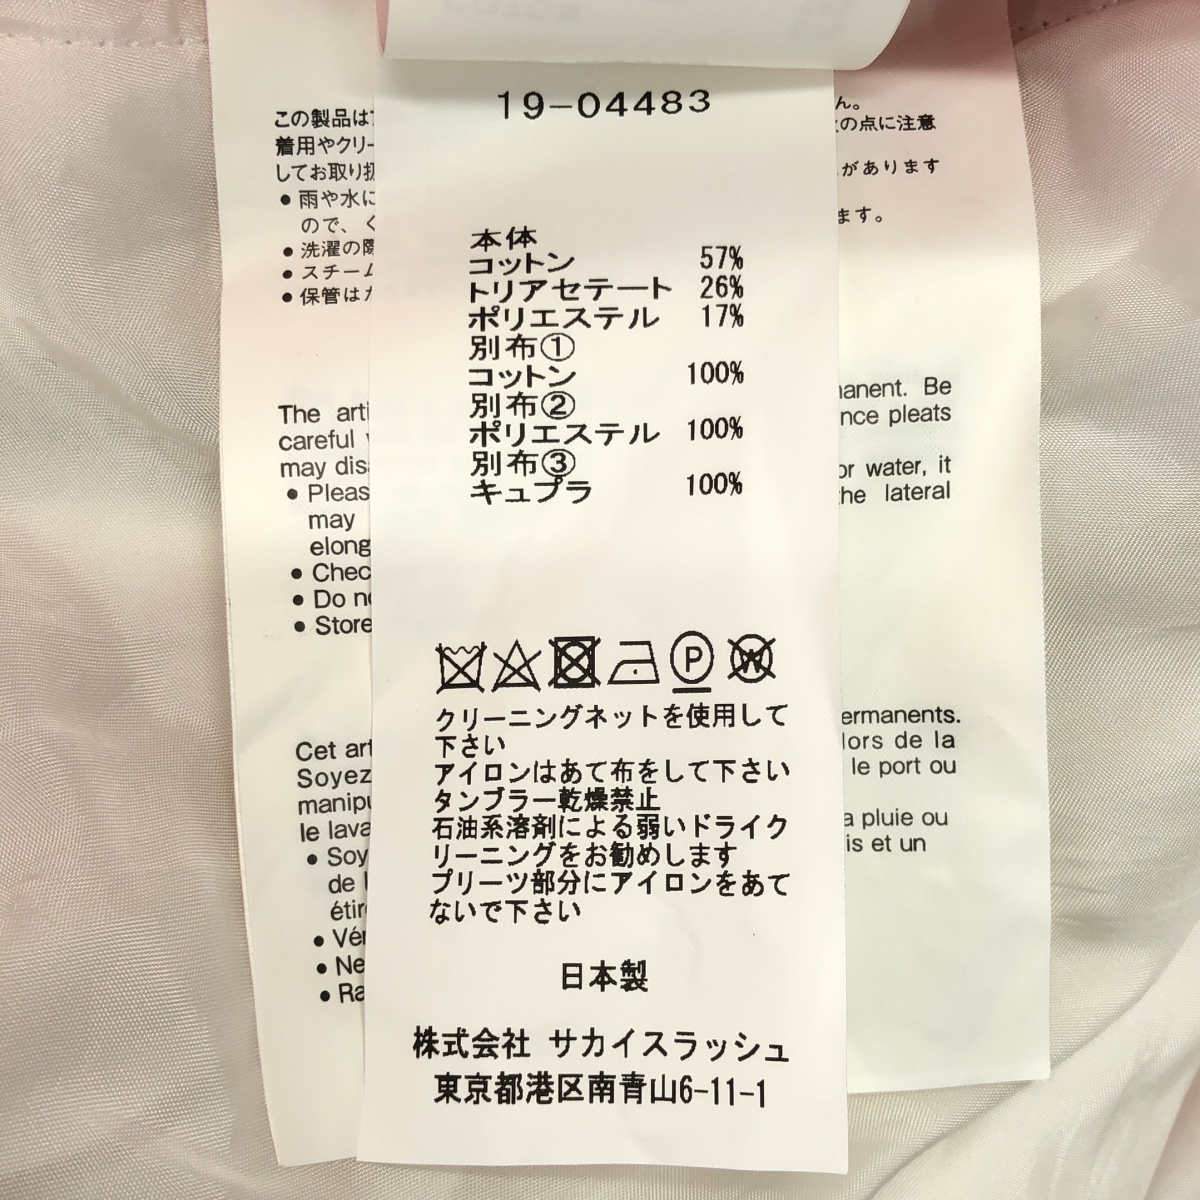 19-04483
本体
コットン 57%
トリアセテート 26%
ポリエステル 17%
別布①
コットン 100%
別布②
ポリエステル 100%
別布③
キュプラ 100%
P W
クリーニングネットを使用して
下さい
アイロンはあて布をして下さい
タンブラー乾燥禁止
石油系溶剤による弱いドライク
リーニングをお勧めします
プリーツ部分にアイロンをあて
ないで下さい
日本製
株式会社 サカイスラッシュ
東京都港区南青山6-11-1
この製品は
着用やクリー
してお取り扱
• 雨や水に
ので、く
• 洗濯の際
• スチーム
• 保管はカ
ん。
の点に注意
があります
ます。
The arti
careful
may dis
• Pleas
may
elong
• Chec
• Do no
• Store
manent. Be
nce pleats
or water, it
the lateral
Cet art
Soyez
manipu
le lava
• Soy
de l
étir
• Vér
• Ne
• Ra
ermanents.
lors de la
le port ou
a pluie ou
is et un